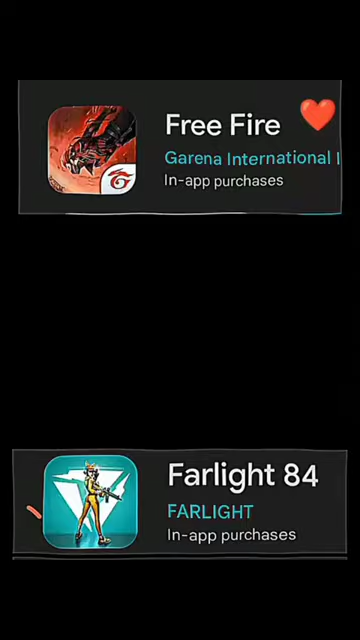 Free Fire
Garena International I
In-app purchases
Farlight 84
FARLIGHT
In-app purchases